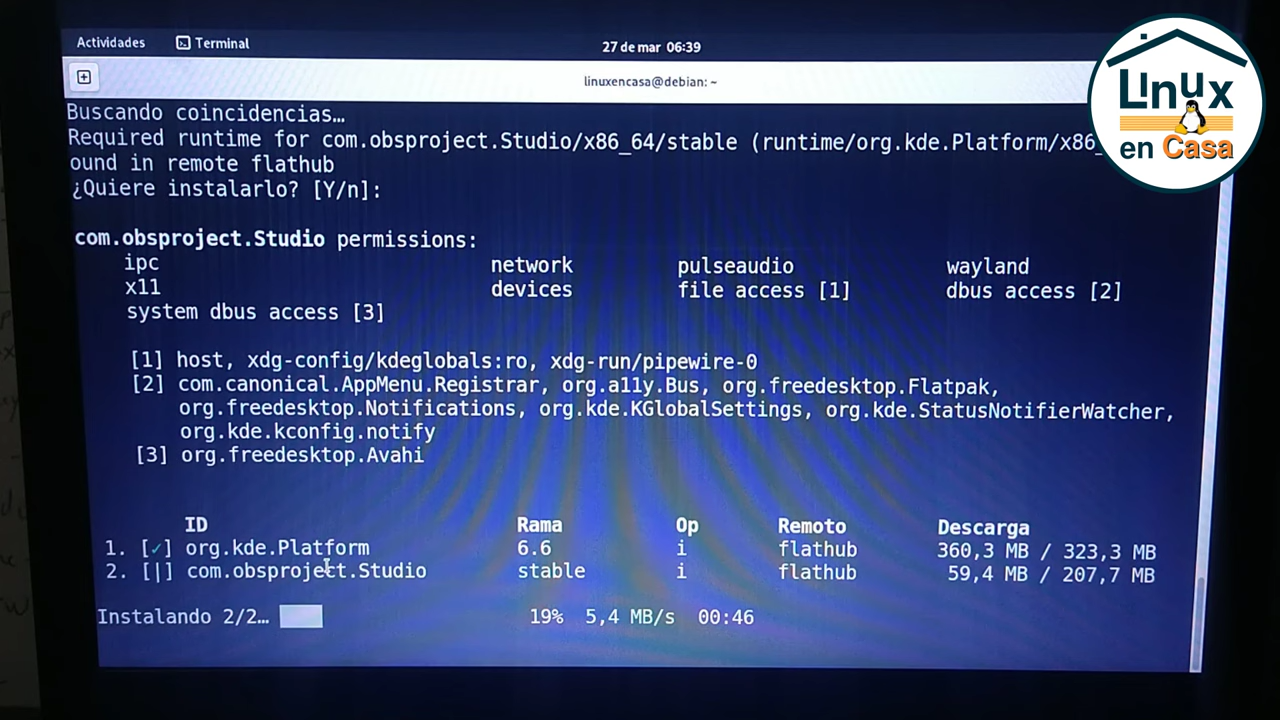 Actividades Terminal 27 de mar 06:39
linuxencasa@debian: ~
Linux
en Casa
Buscando coincidencias…
Required runtime for com.obsproject.Studio/x86_64/stable (runtime/org.kde.Platform/x86_
ound in remote flathub
¿Quiere instalarlo? [Y/n]:
com.obsproject.Studio permissions:
ipc network pulseaudio wayland
x11 devices file access [1] dbus access [2]
system dbus access [3]
[1] host, xdg-config/kdeglobals:ro, xdg-run/pipewire-0
[2] com.canonical.AppMenu.Registrar, org.a11y.Bus, org.freedesktop.Flatpak,
org.freedesktop.Notifications, org.kde.KGlobalSettings, org.kde.StatusNotifierWatcher,
org.kde.kconfig.notify
[3] org.freedesktop.Avahi
ID Rama Op Remoto Descarga
1. [✓] org.kde.Platform 6.6 i flathub 360,3 MB / 323,3 MB
2. [|] com.obsproject.Studio stable i flathub 59,4 MB / 207,7 MB
Instalando 2/2… 19% 5,4 MB/s 00:46